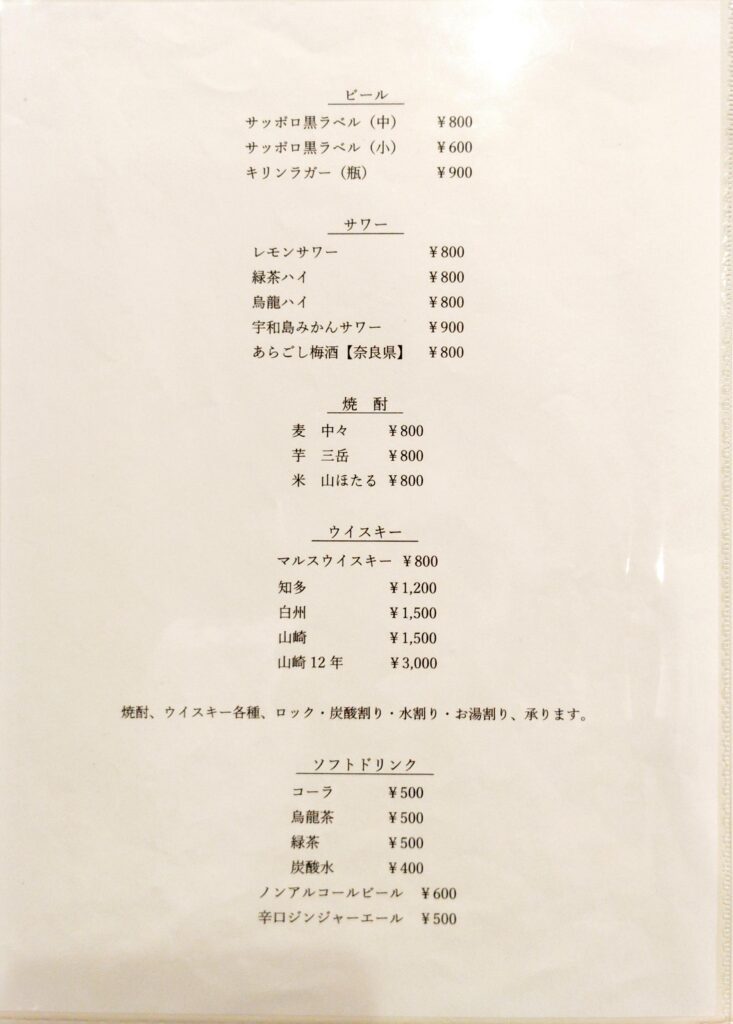 ビール
サッポロ黒ラベル（中） ￥800
サッポロ黒ラベル（小） ￥600
キリンラガー（瓶） ￥900
サワー
レモンサワー ￥800
緑茶ハイ ￥800
烏龍ハイ ￥800
宇和島みかんサワー ￥900
あらごし梅酒【奈良県】 ￥800
焼　酎
麦　中々 ￥800
芋　三岳 ￥800
米　山ほたる ￥800
ウイスキー
マルスウイスキー ￥800
知多 ￥1,200
白州 ￥1,500
山崎 ￥1,500
山崎 12 年 ￥3,000
焼酎、ウイスキー各種、ロック・炭酸割り・水割り・お湯割り、承ります。
ソフトドリンク
コーラ ￥500
烏龍茶 ￥500
緑茶 ￥500
炭酸水 ￥400
ノンアルコールビール ￥600
辛口ジンジャーエール ￥500